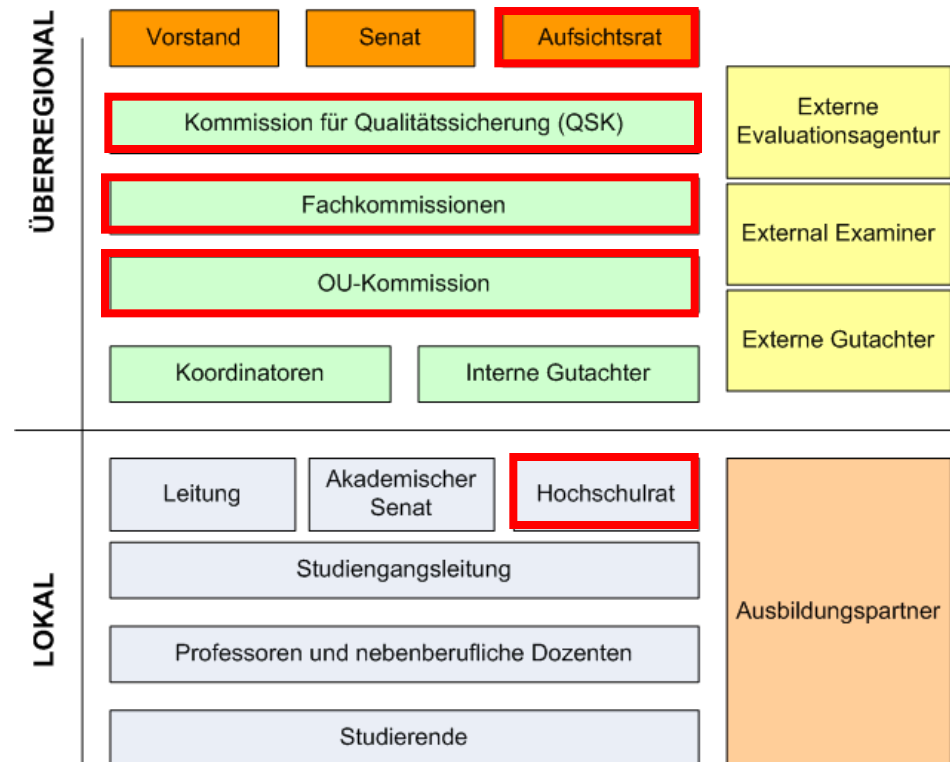 ÜBERREGIONAL
Vorstand
Senat
Aufsichtsrat
Kommission für Qualitätssicherung (QSK)
Fachkommissionen
OU-Kommission
Koordinatoren
Interne Gutachter
Externe
Evaluationsagentur
External Examiner
Externe Gutachter
LOKAL
Leitung
Akademischer
Senat
Hochschulrat
Studiengangsleitung
Professoren und nebenberufliche Dozenten
Studierende
Ausbildungspartner